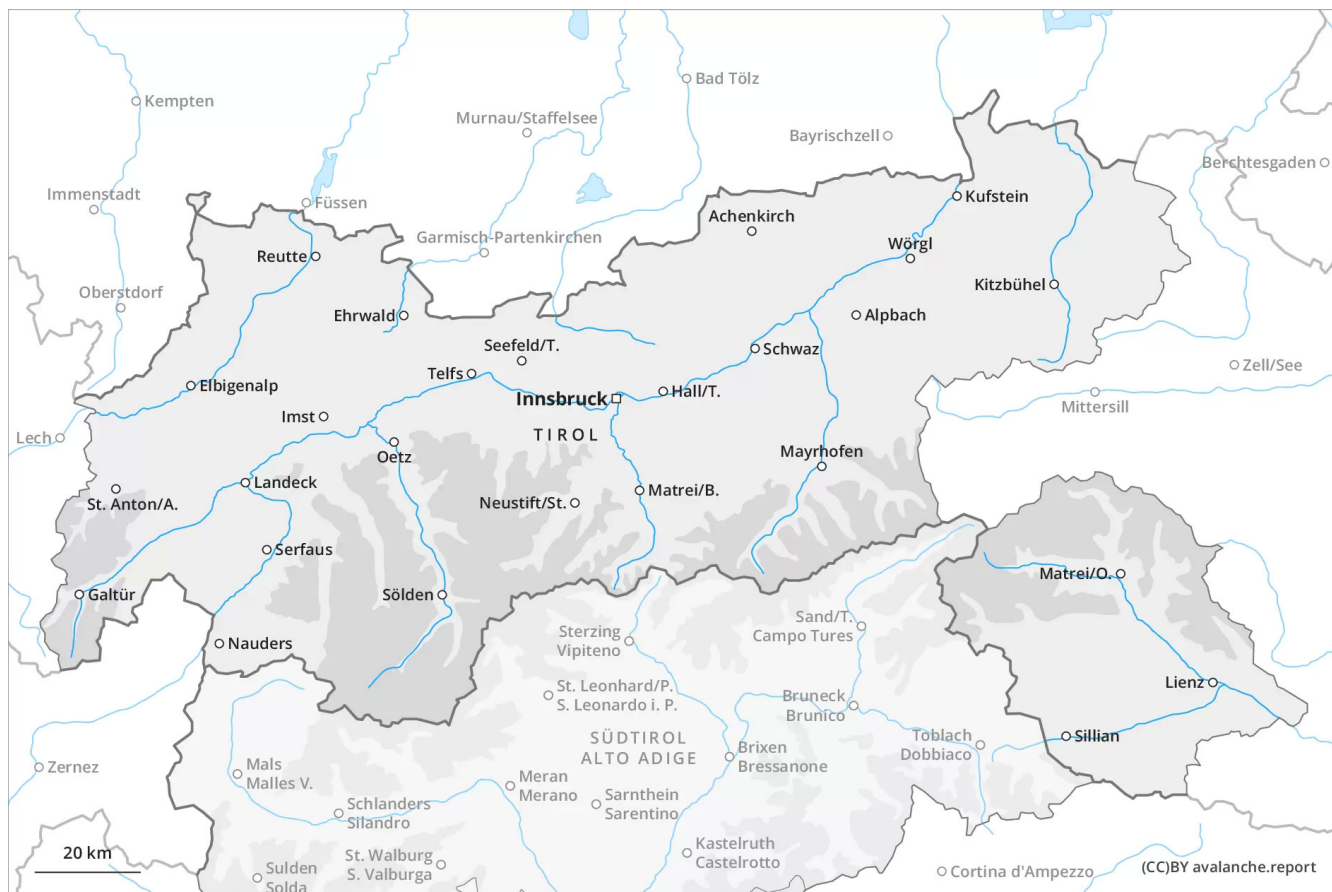 Bad Tölz
Kempten
Murnau/Staffelsee
Bayrischzell
Berchtesgaden
Immenstadt
Füssen
Kufstein
Achenkirch
Garmisch-Partenkirchen
Wörgl
Reutte
Kitzbühel
Oberstdorf
Ehrwald
Alpbach
Seefeld/T.
Schwaz
Zell/See
Telfs
Elbigenalp
Hall/T.
Innsbruck
Mittersill
Imst
TIROL
Lech
Oetz
Mayrhofen
Landeck
Matrei/B.
St. Anton/A.
Neustift/St.
Serfaus
Matrei/O.
Galtür
Sölden
Sand/T.
Campo Tures
Sterzing
Vipiteno
Nauders
Lienz
St. Leonhard/P.
S. Leonardo i. P.
Bruneck
Brunico
Sillian
Toblach
Dobbiaco
SÜDTIROL
ALTO ADIGE
Brixen
Bressanone
Zernez
Mals
Malles V.
Meran
Merano
Sarnthein
Sarentino
Schlanders
Silandro
Kastelruth
Castelrotto
20 km
St. Walburg
S. Valburga
Sulden
Solda
Cortina d'Ampezzo
(CC)BY avalanche.report